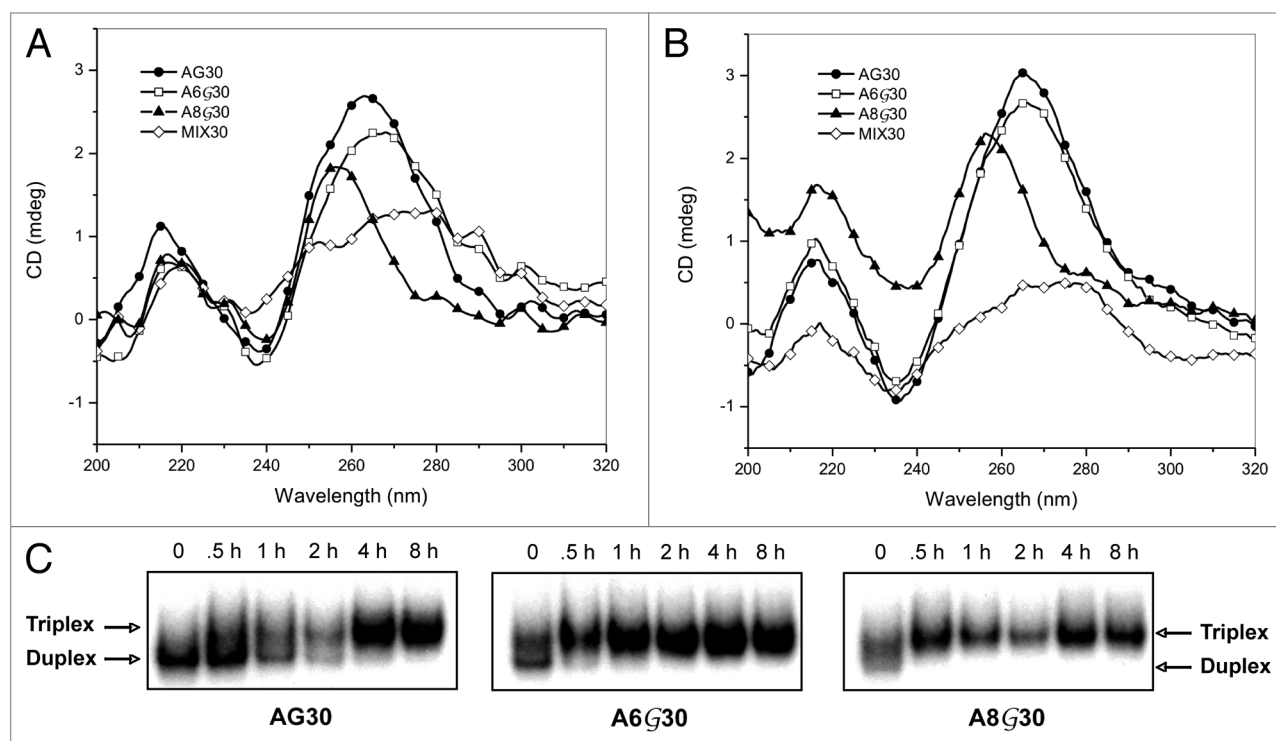 A
AG30
A6𝒢30
A8𝒢30
MIX30
CD (mdeg)
3
2
1
0
-1
200 220 240 260 280 300 320
Wavelength (nm)
B
AG30
A6𝒢30
A8𝒢30
MIX30
CD (mdeg)
3
2
1
0
-1
200 220 240 260 280 300 320
Wavelength (nm)
C
0 .5 h 1 h 2 h 4 h 8 h
0 .5 h 1 h 2 h 4 h 8 h
0 .5 h 1 h 2 h 4 h 8 h
Triplex
Duplex
Triplex
Duplex
AG30
A6𝒢30
A8𝒢30